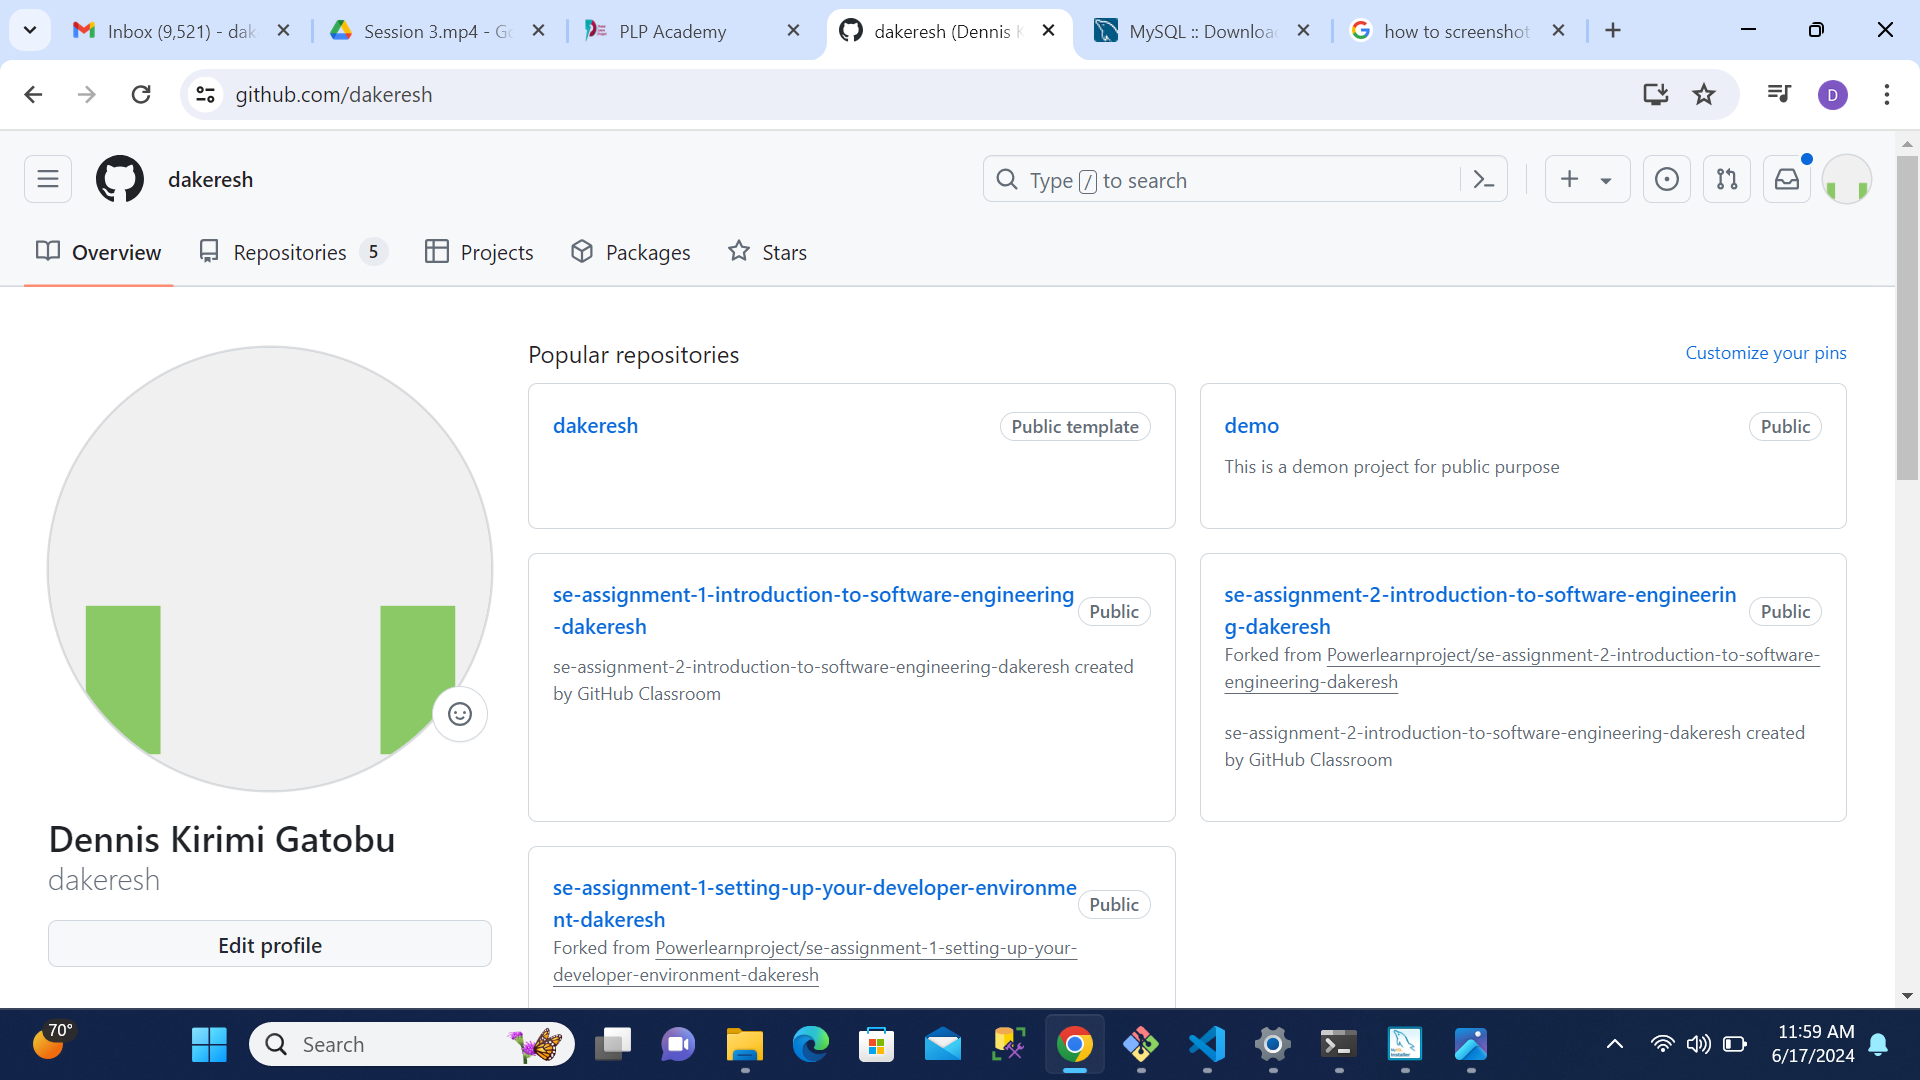 Inbox (9,521) - dak
Session 3.mp4 - Go
PLP Academy
dakeresh (Dennis K
MySQL :: Downloa
how to screenshot
github.com/dakeresh
D
dakeresh
Type / to search
Overview
Repositories 5
Projects
Packages
Stars
Popular repositories
Customize your pins
dakeresh
Public template
demo
Public
This is a demon project for public purpose
se-assignment-1-introduction-to-software-engineering
-dakeresh
Public
se-assignment-2-introduction-to-software-engineering-dakeresh created
by GitHub Classroom
se-assignment-2-introduction-to-software-engineerin
g-dakeresh
Public
Forked from Powerlearnproject/se-assignment-2-introduction-to-software-
engineering-dakeresh
se-assignment-2-introduction-to-software-engineering-dakeresh created
by GitHub Classroom
Dennis Kirimi Gatobu
dakeresh
Edit profile
se-assignment-1-setting-up-your-developer-environme
nt-dakeresh
Public
Forked from Powerlearnproject/se-assignment-1-setting-up-your-
developer-environment-dakeresh
70°
Search
11:59 AM
6/17/2024